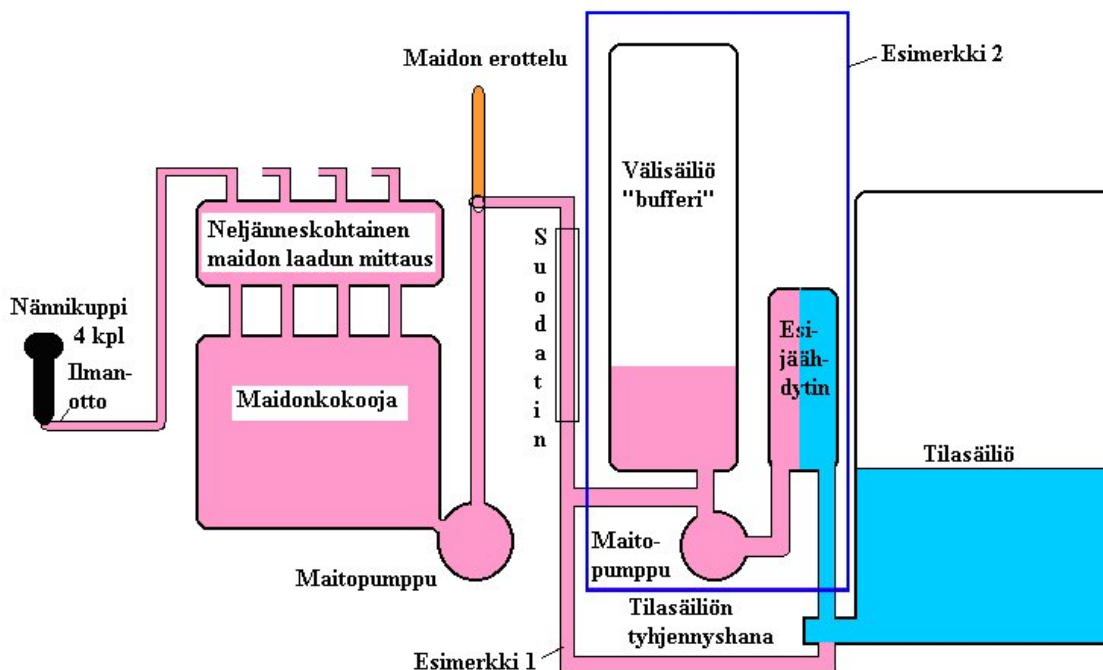 Maidon erottelu
Esimerkki 2
Välisäiliö
"bufferi"
Neljänneskohtainen
maidon laadun mittaus
Suodatin
Nännikuppi
4 kpl
Ilman-
otto
Esi-
jääh-
dytin
Maidonkokooja
Tilasäiliö
Maito-
pumppu
Maitopumppu
Tilasäiliön
tyhjennyshana
Esimerkki 1